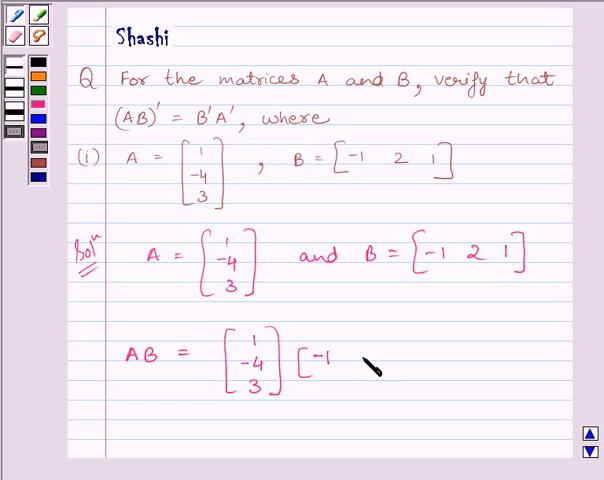 Shashi
Q For the matrices A and B, verify that
(AB)' = B'A', where
(i) A = [1 -4 3], B = [-1 2 1]
Solⁿ A = [1 -4 3] and B = [-1 2 1]
AB = [1 -4 3] [-1